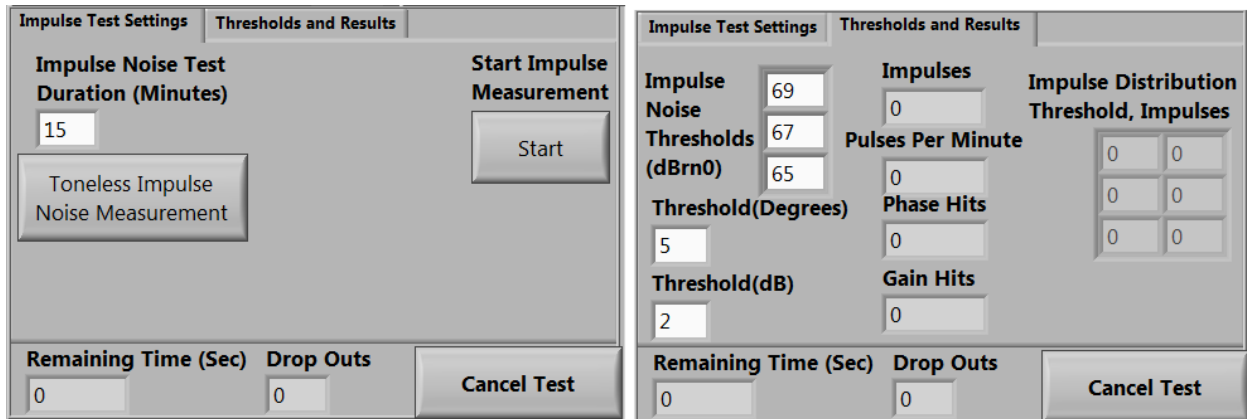 Impulse Test Settings
Thresholds and Results
Impulse Noise Test
Duration (Minutes)
15
Toneless Impulse
Noise Measurement
Start Impulse
Measurement
Start
Remaining Time (Sec)
0
Drop Outs
0
Cancel Test
Impulse Test Settings
Thresholds and Results
Impulse
Noise
Thresholds
(dBrn0)
69
67
65
Threshold(Degrees)
5
Threshold(dB)
2
Impulses
0
Pulses Per Minute
0
Phase Hits
0
Gain Hits
0
Impulse Distribution
Threshold, Impulses
0 0
0 0
0 0
Remaining Time (Sec)
0
Drop Outs
0
Cancel Test